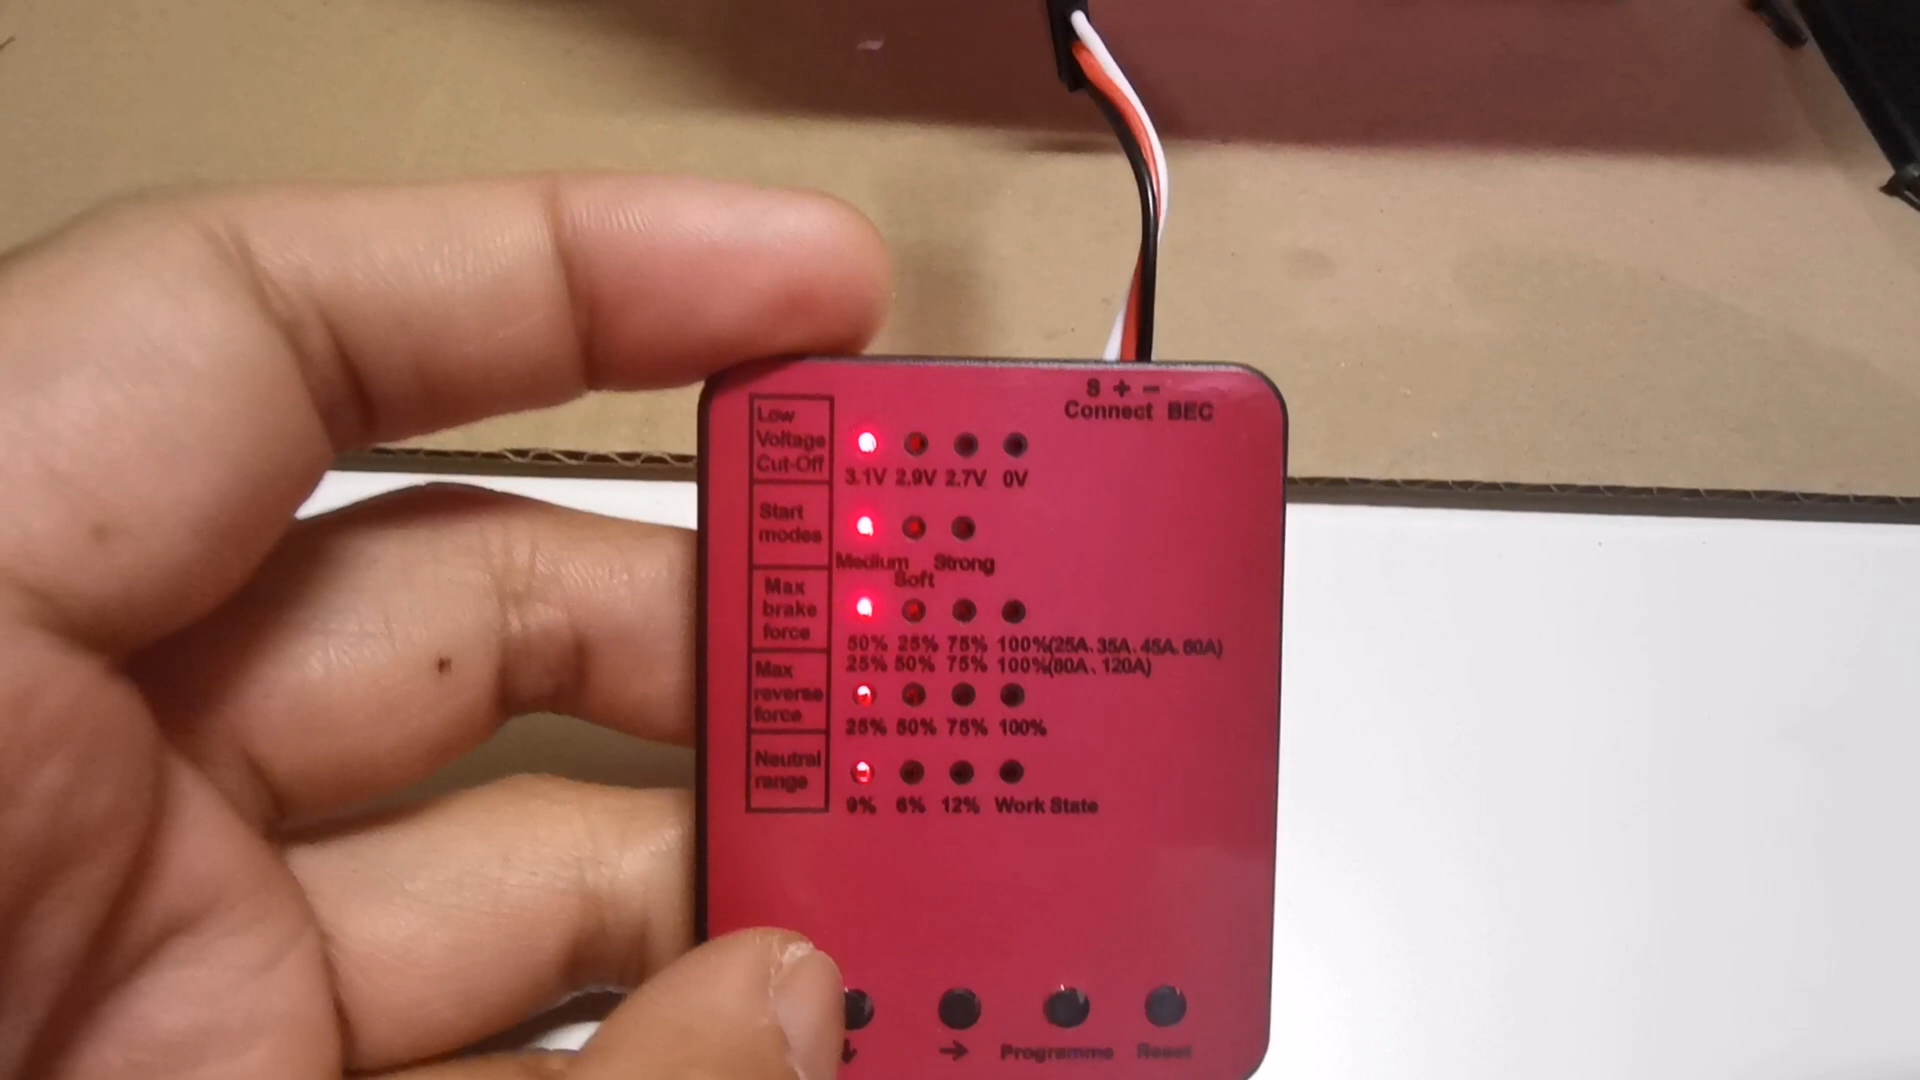 S + −
Connect BEC
Low
Voltage
Cut-Off
3.1V 2.9V 2.7V 0V
Start
modes
Medium Strong
Soft
Max
brake
force
50% 25% 75% 100%(25A、35A、45A、60A)
25% 50% 75% 100%(80A、120A)
Max
reverse
force
25% 50% 75% 100%
Neutral
range
9% 6% 12% Work State
↓ → Programme Reset